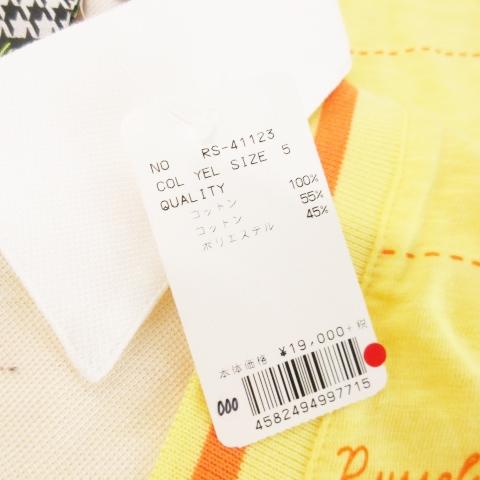 NO RS-41123
COL YEL SIZE 5
QUALITY
コットン 100%
コットン 55%
ポリエステル 45%
本体価格 ¥19,000+税
000
4582494997715